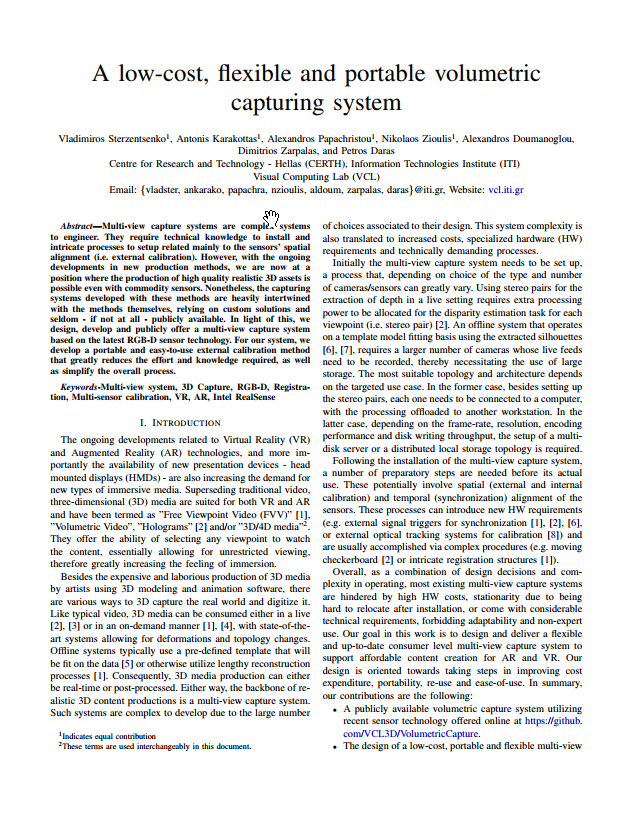 A low-cost, flexible and portable volumetric
capturing system
Vladimiros Sterzentsenko¹, Antonis Karakottas¹, Alexandros Papachristou¹, Nikolaos Zioulis¹, Alexandros Doumanoglou,
Dimitrios Zarpalas, and Petros Daras
Centre for Research and Technology - Hellas (CERTH), Information Technologies Institute (ITI)
Visual Computing Lab (VCL)
Email: {vladster, ankarako, papachra, nzioulis, aldoum, zarpalas, daras}@iti.gr, Website: vcl.iti.gr
Abstract—Multi-view capture systems are complex systems
to engineer. They require technical knowledge to install and
intricate processes to setup related mainly to the sensors' spatial
alignment (i.e. external calibration). However, with the ongoing
developments in new production methods, we are now at a
position where the production of high quality realistic 3D assets is
possible even with commodity sensors. Nonetheless, the capturing
systems developed with these methods are heavily intertwined
with the methods themselves, relying on custom solutions and
seldom - if not at all - publicly available. In light of this, we
design, develop and publicly offer a multi-view capture system
based on the latest RGB-D sensor technology. For our system, we
develop a portable and easy-to-use external calibration method
that greatly reduces the effort and knowledge required, as well
as simplify the overall process.
Keywords-Multi-view system, 3D Capture, RGB-D, Registra-
tion, Multi-sensor calibration, VR, AR, Intel RealSense
I. Introduction
The ongoing developments related to Virtual Reality (VR)
and Augmented Reality (AR) technologies, and more im-
portantly the availability of new presentation devices - head
mounted displays (HMDs) - are also increasing the demand for
new types of immersive media. Superseding traditional video,
three-dimensional (3D) media are suited for both VR and AR
and have been termed as "Free Viewpoint Video (FVV)" [1],
"Volumetric Video", "Holograms" [2] and/or "3D/4D media"².
They offer the ability of selecting any viewpoint to watch
the content, essentially allowing for unrestricted viewing,
therefore greatly increasing the feeling of immersion.
Besides the expensive and laborious production of 3D media
by artists using 3D modeling and animation software, there
are various ways to 3D capture the real world and digitize it.
Like typical video, 3D media can be consumed either in a live
[2], [3] or in an on-demand manner [1], [4], with state-of-the-
art systems allowing for deformations and topology changes.
Offline systems typically use a pre-defined template that will
be fit on the data [5] or otherwise utilize lengthy reconstruction
processes [1]. Consequently, 3D media production can either
be real-time or post-processed. Either way, the backbone of re-
alistic 3D content productions is a multi-view capture system.
Such systems are complex to develop due to the large number
¹Indicates equal contribution
²These terms are used interchangeably in this document.
of choices associated to their design. This system complexity is
also translated to increased costs, specialized hardware (HW)
requirements and technically demanding processes.
Initially the multi-view capture system needs to be set up,
a process that, depending on choice of the type and number
of cameras/sensors can greatly vary. Using stereo pairs for the
extraction of depth in a live setting requires extra processing
power to be allocated for the disparity estimation task for each
viewpoint (i.e. stereo pair) [2]. An offline system that operates
on a template model fitting basis using the extracted silhouettes
[6], [7], requires a larger number of cameras whose live feeds
need to be recorded, thereby necessitating the use of large
storage. The most suitable topology and architecture depends
on the targeted use case. In the former case, besides setting up
the stereo pairs, each one needs to be connected to a computer,
with the processing offloaded to another workstation. In the
latter case, depending on the frame-rate, resolution, encoding
performance and disk writing throughput, the setup of a multi-
disk server or a distributed local storage topology is required.
Following the installation of the multi-view capture system,
a number of preparatory steps are needed before its actual
use. These potentially involve spatial (external and internal
calibration) and temporal (synchronization) alignment of the
sensors. These processes can introduce new HW requirements
(e.g. external signal triggers for synchronization [1], [2], [6],
or external optical tracking systems for calibration [8]) and
are usually accomplished via complex procedures (e.g. moving
checkerboard [2] or intricate registration structures [1]).
Overall, as a combination of design decisions and com-
plexity in operating, most existing multi-view capture systems
are hindered by high HW costs, stationarity due to being
hard to relocate after installation, or come with considerable
technical requirements, forbidding adaptability and non-expert
use. Our goal in this work is to design and deliver a flexible
and up-to-date consumer level multi-view capture system to
support affordable content creation for AR and VR. Our
design is oriented towards taking steps in improving cost
expenditure, portability, re-use and ease-of-use. In summary,
our contributions are the following:
• A publicly available volumetric capture system utilizing
recent sensor technology offered online at https://github.
com/VCL3D/VolumetricCapture.
• The design of a low-cost, portable and flexible multi-view